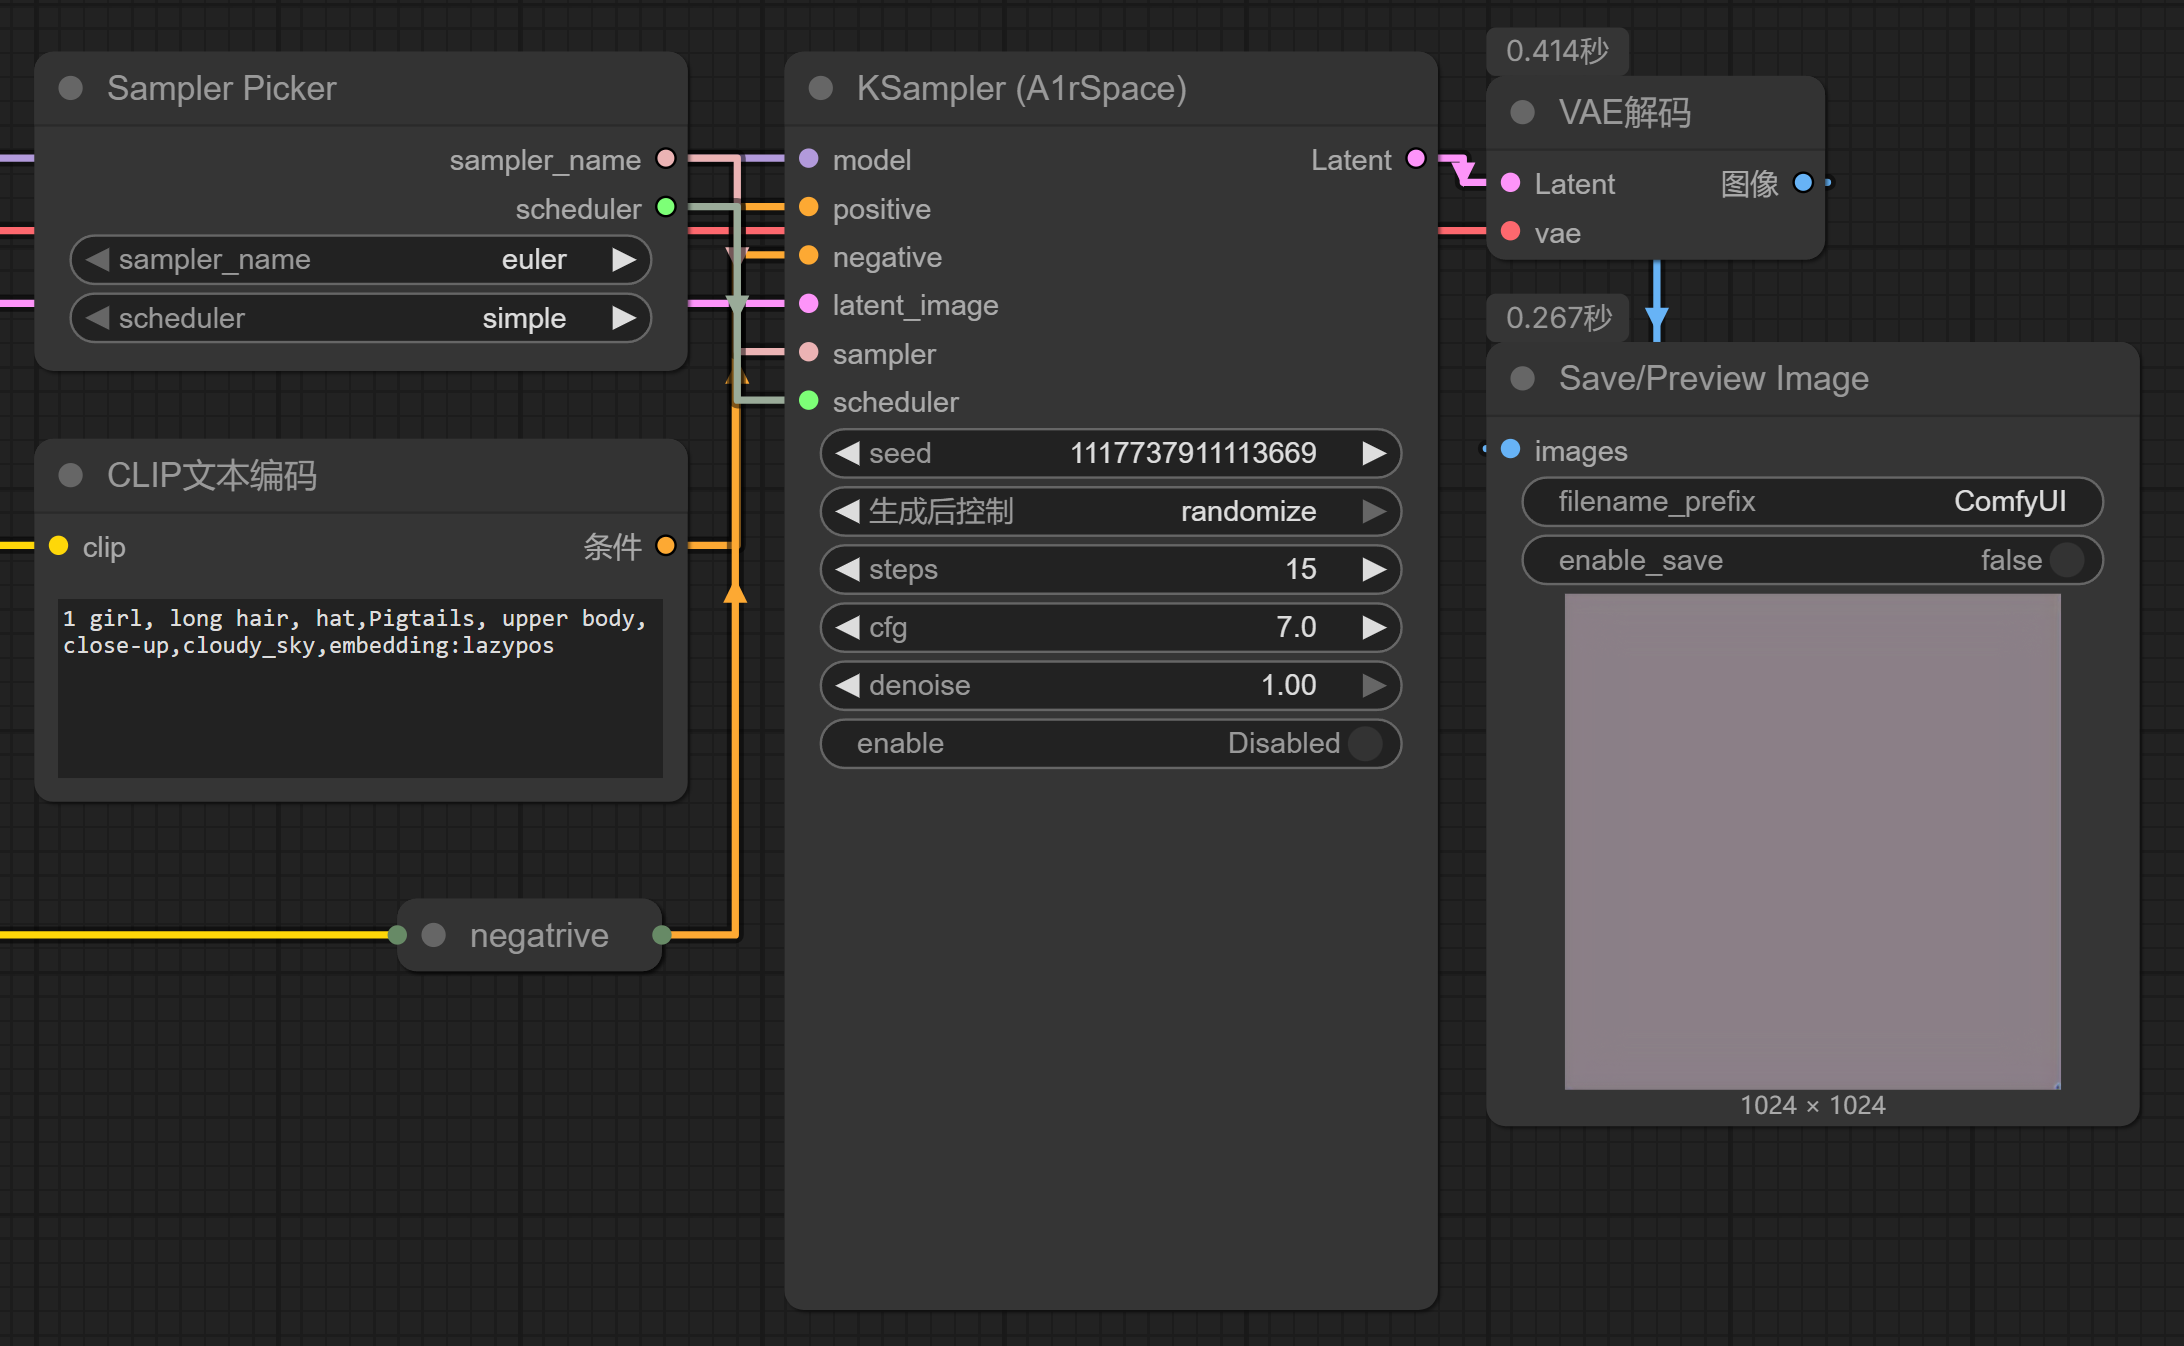 Sampler Picker
sampler_name
scheduler
sampler_name euler
scheduler simple
CLIP文本编码
clip 条件
1 girl, long hair, hat,Pigtails, upper body,
close-up,cloudy_sky,embedding:lazypos
negatrive
KSampler (A1rSpace)
model Latent
positive
negative
latent_image
sampler
scheduler
seed 1117737911113669
生成后控制 randomize
steps 15
cfg 7.0
denoise 1.00
enable Disabled
0.414秒
VAE解码
Latent 图像
vae
0.267秒
Save/Preview Image
images
filename_prefix ComfyUI
enable_save false
1024 × 1024